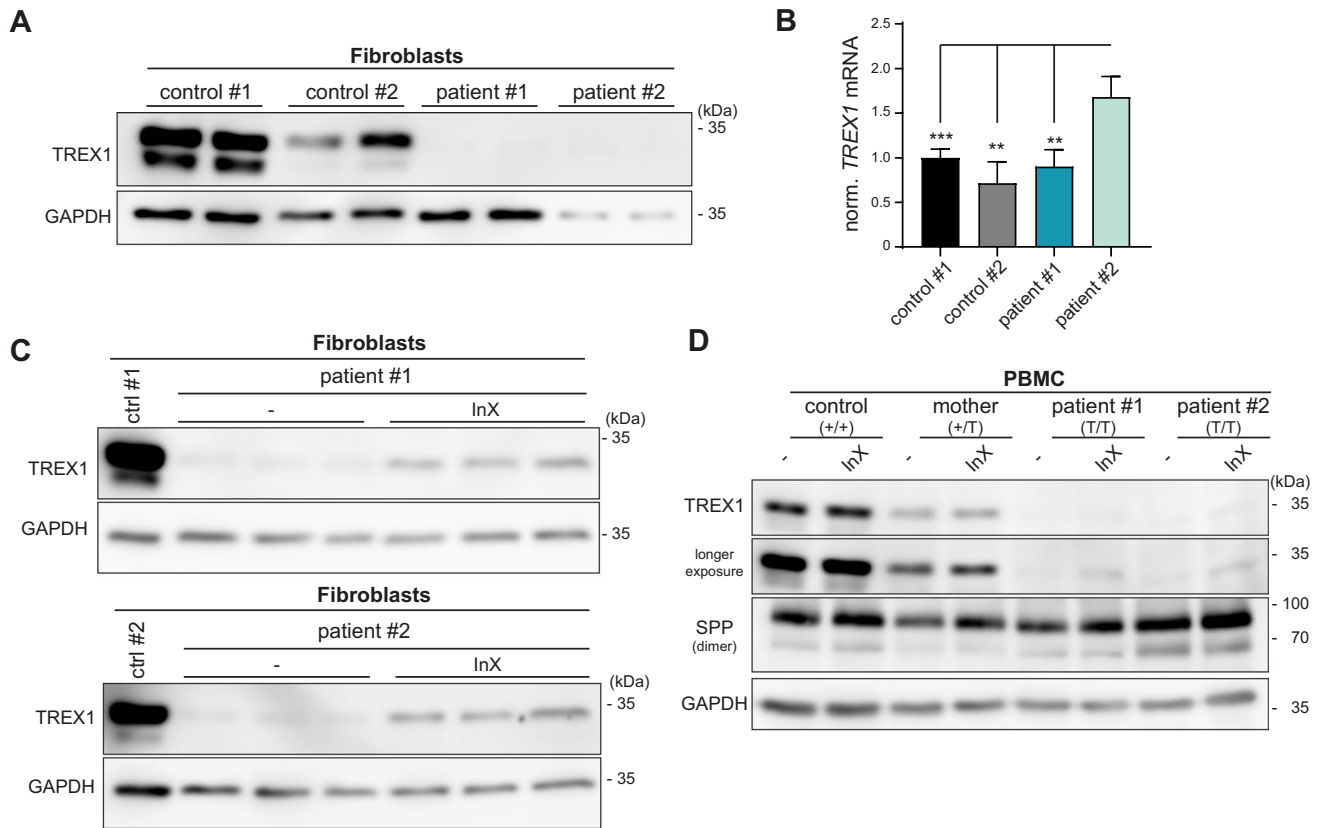 A
Fibroblasts
control #1 control #2 patient #1 patient #2
(kDa)
TREX1
- 35
GAPDH
- 35
B
norm. TREX1 mRNA
2.5
2.0
1.5
1.0
0.5
0
*** ** **
control #1 control #2 patient #1 patient #2
C
Fibroblasts
ctrl #1
patient #1
- InX
(kDa)
TREX1
- 35
GAPDH
- 35
Fibroblasts
ctrl #2
patient #2
- InX
(kDa)
TREX1
- 35
GAPDH
- 35
D
PBMC
control mother patient #1 patient #2
(+/+) (+/T) (T/T) (T/T)
- InX - InX - InX - InX
(kDa)
TREX1
- 35
longer
exposure
- 35
SPP
(dimer)
- 100
- 70
GAPDH
- 35